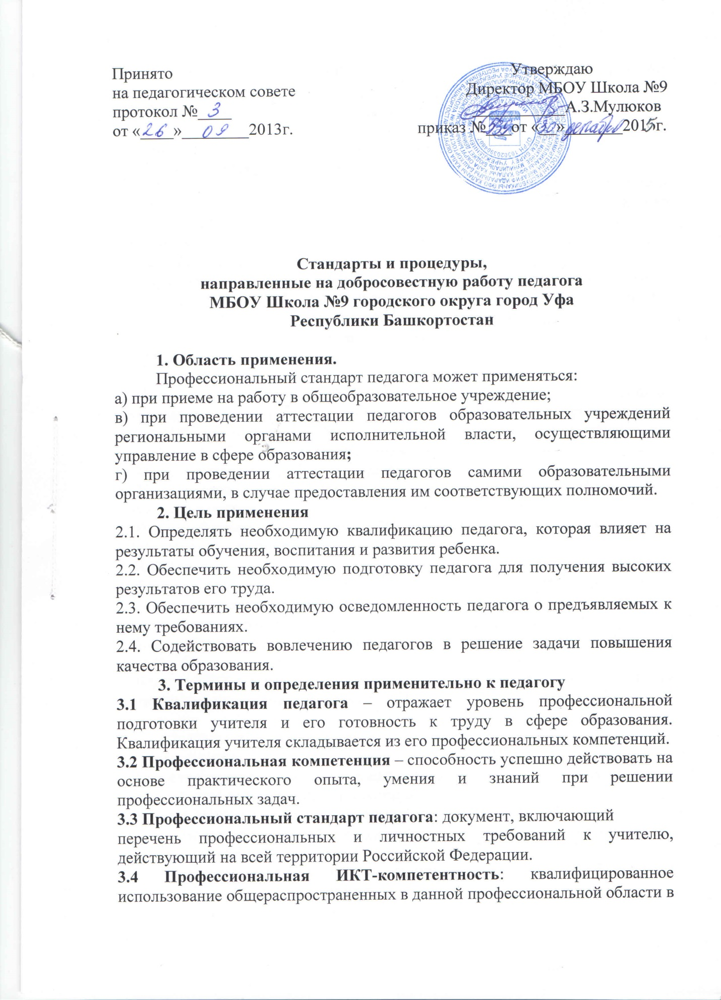 Принято
на педагогическом совете
протокол № 3
от «26» 09 2013г.
Утверждаю
Директор МБОУ Школа №9
А.З.Мулюков
приказ № от «30» декабря 2015г.
Стандарты и процедуры,
направленные на добросовестную работу педагога
МБОУ Школа №9 городского округа город Уфа
Республики Башкортостан
1. Область применения.
Профессиональный стандарт педагога может применяться:
а) при приеме на работу в общеобразовательное учреждение;
в) при проведении аттестации педагогов образовательных учреждений
региональными органами исполнительной власти, осуществляющими
управление в сфере образования;
г) при проведении аттестации педагогов самими образовательными
организациями, в случае предоставления им соответствующих полномочий.
2. Цель применения
2.1. Определять необходимую квалификацию педагога, которая влияет на
результаты обучения, воспитания и развития ребенка.
2.2. Обеспечить необходимую подготовку педагога для получения высоких
результатов его труда.
2.3. Обеспечить необходимую осведомленность педагога о предъявляемых к
нему требованиях.
2.4. Содействовать вовлечению педагогов в решение задачи повышения
качества образования.
3. Термины и определения применительно к педагогу
3.1 Квалификация педагога – отражает уровень профессиональной
подготовки учителя и его готовность к труду в сфере образования.
Квалификация учителя складывается из его профессиональных компетенций.
3.2 Профессиональная компетенция – способность успешно действовать на
основе практического опыта, умения и знаний при решении
профессиональных задач.
3.3 Профессиональный стандарт педагога: документ, включающий
перечень профессиональных и личностных требований к учителю,
действующий на всей территории Российской Федерации.
3.4 Профессиональная ИКТ-компетентность: квалифицированное
использование общераспространенных в данной профессиональной области в